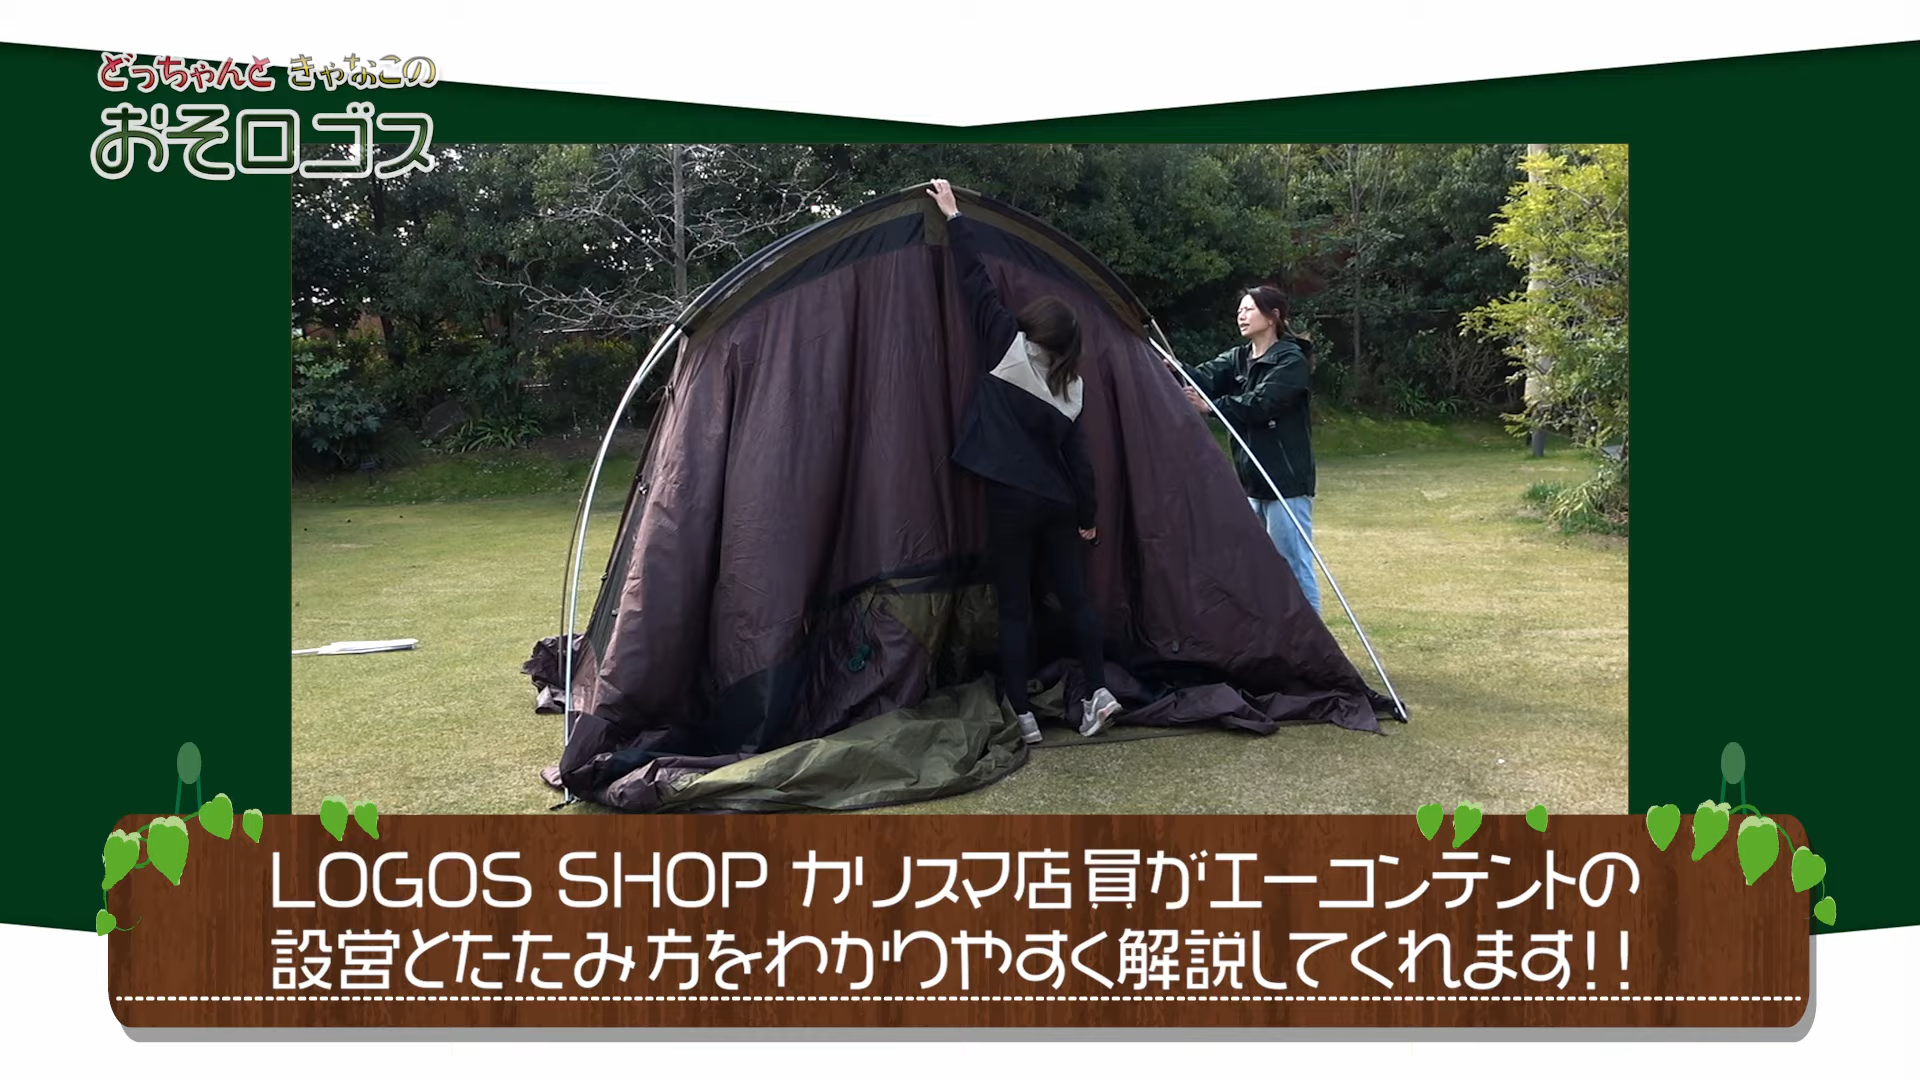 どっちゃんと きゃなこの
おそロゴス
LOGOS SHOP カリスマ店員がエーコンテントの
設営とたたみ方をわかりやすく解説してくれます!!